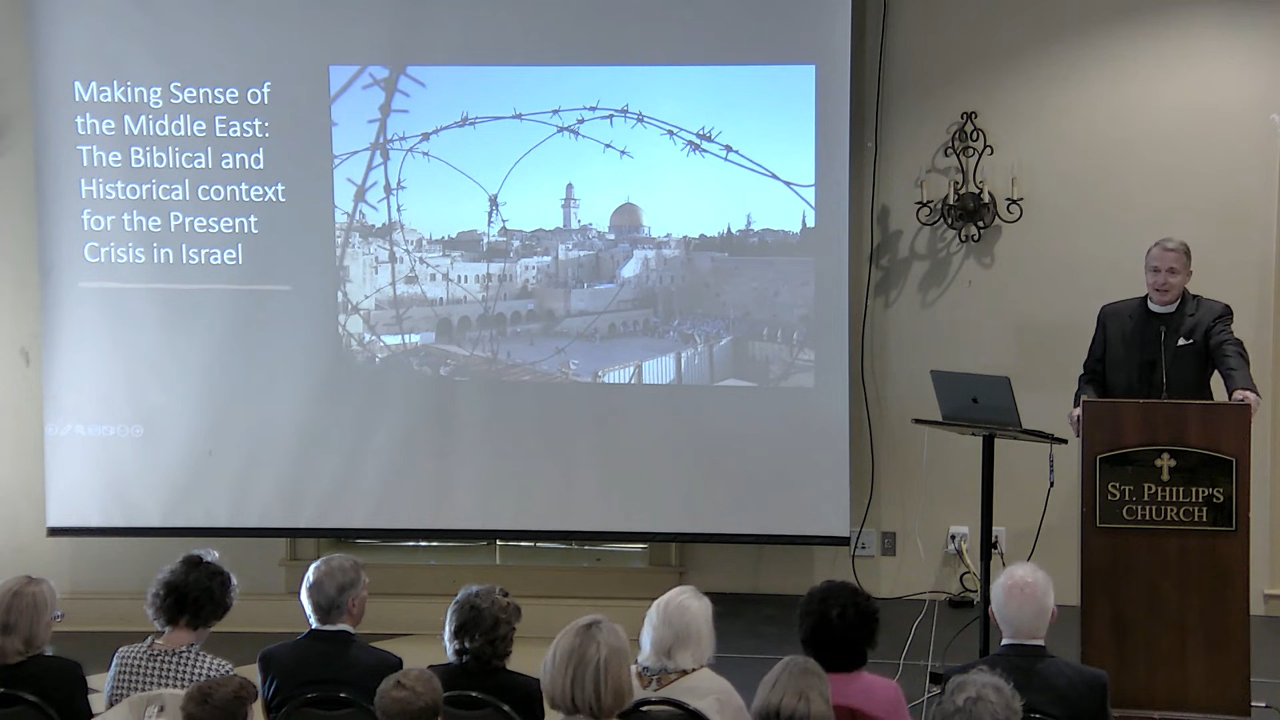 Making Sense of
the Middle East:
The Biblical and
Historical context
for the Present
Crisis in Israel
ST. PHILIP'S
CHURCH